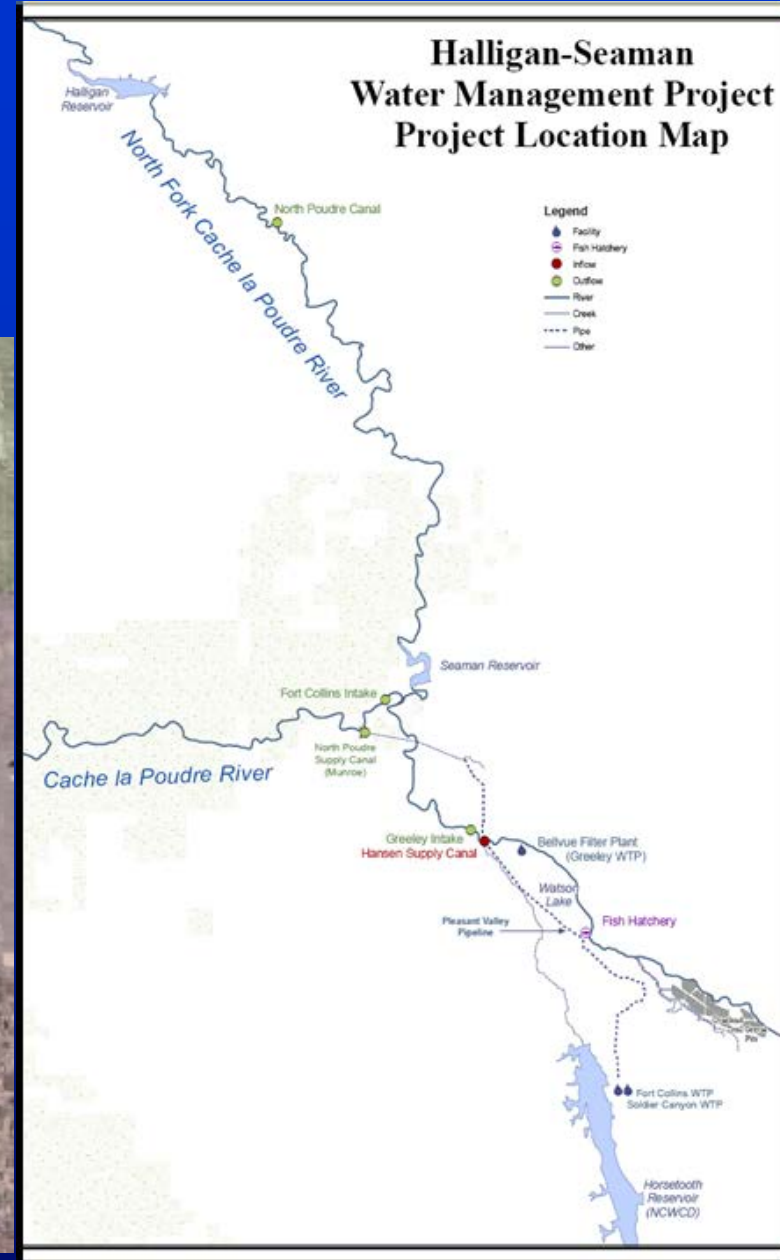 Halligan-Seaman
Water Management Project
Project Location Map
Halligan
Reservoir
North Fork Cache la Poudre River
North Poudre Canal
Legend
Facility
Fish Hatchery
Inflow
Outflow
River
Creek
Pipe
Other
Seaman Reservoir
Fort Collins Intake
North Poudre
Supply Canal
(Munroe)
Cache la Poudre River
Greeley Intake
Hansen Supply Canal
Bellvue Filter Plant
(Greeley WTP)
Watson
Lake
Pleasant Valley
Pipeline
Fish Hatchery
Fort Collins WTP
Soldier Canyon WTP
Horsetooth
Reservoir
(NCWCD)